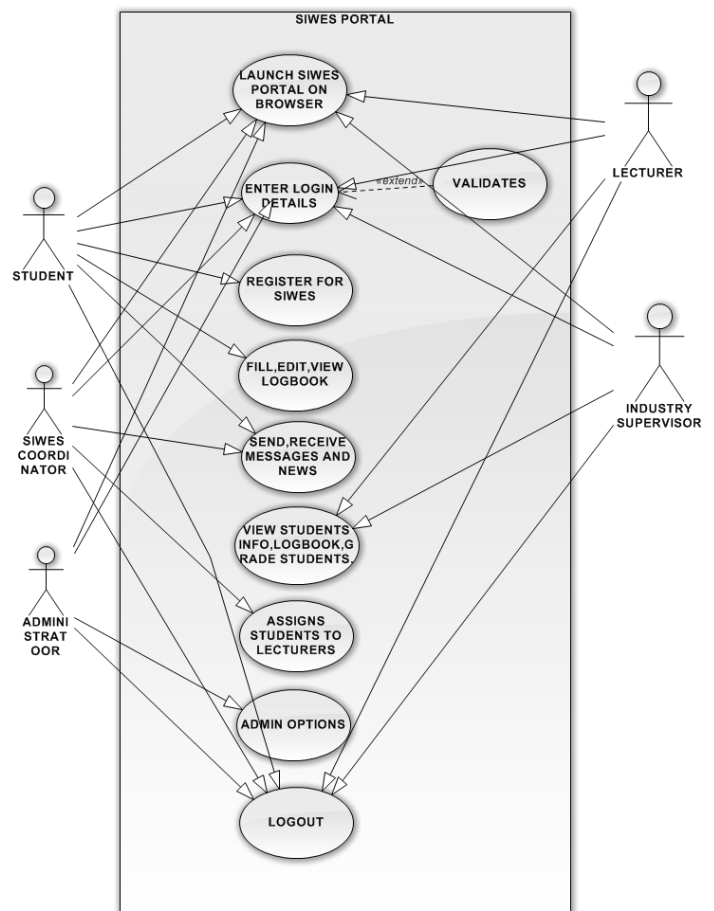 SIWES PORTAL
LAUNCH SIWES
PORTAL ON
BROWSER
LECTURER
«extend»
VALIDATES
ENTER LOGIN
DETAILS
STUDENT
REGISTER FOR
SIWES
FILL,EDIT,VIEW
LOGBOOK
INDUSTRY
SUPERVISOR
SIWES
COORDI
NATOR
SEND,RECEIVE
MESSAGES AND
NEWS
VIEW STUDENTS
INFO,LOGBOOK,G
RADE STUDENTS,
ADMINI
STRAT
OOR
ASSIGNS
STUDENTS TO
LECTURERS
ADMIN OPTIONS
LOGOUT